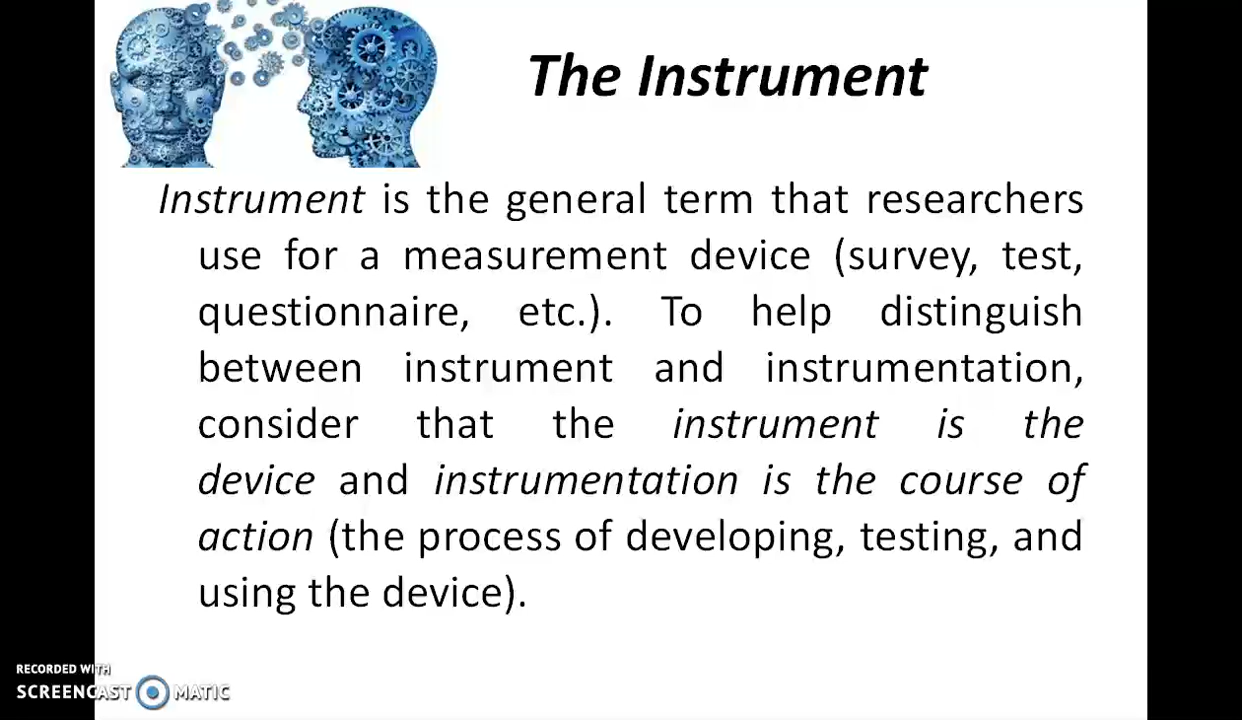 The Instrument
Instrument is the general term that researchers
use for a measurement device (survey, test,
questionnaire, etc.). To help distinguish
between instrument and instrumentation,
consider that the instrument is the
device and instrumentation is the course of
action (the process of developing, testing, and
using the device).
RECORDED WITH
SCREENCAST MATIC